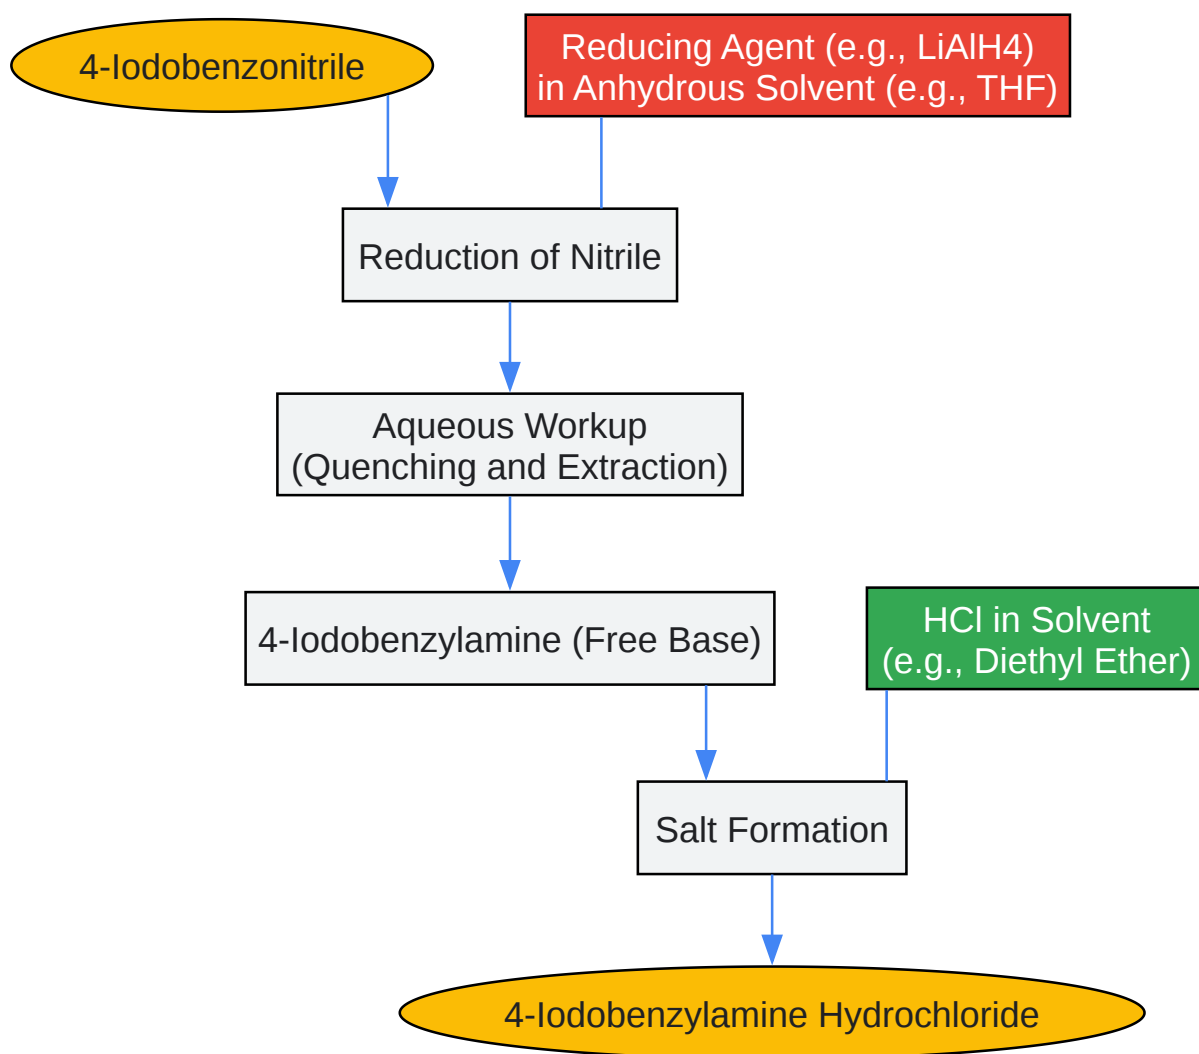 4-Iodobenzonitrile
Reducing Agent (e.g., LiAlH4)
in Anhydrous Solvent (e.g., THF)
Reduction of Nitrile
Aqueous Workup
(Quenching and Extraction)
4-Iodobenzylamine (Free Base)
HCl in Solvent
(e.g., Diethyl Ether)
Salt Formation
4-Iodobenzylamine Hydrochloride